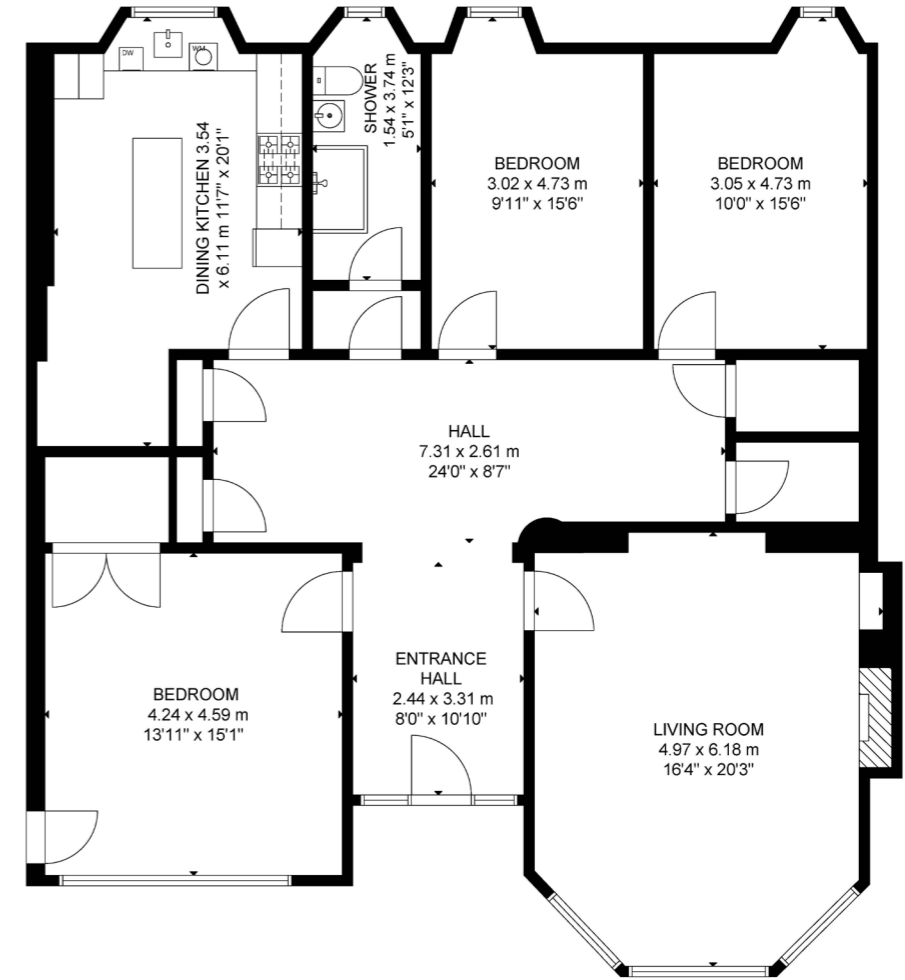 DW
WM
DINING KITCHEN 3.54
x 6.11 m 11'7" x 20'1"
SHOWER
1.54 x 3.74 m
5'1" x 12'3"
BEDROOM
3.02 x 4.73 m
9'11" x 15'6"
BEDROOM
3.05 x 4.73 m
10'0" x 15'6"
HALL
7.31 x 2.61 m
24'0" x 8'7"
ENTRANCE
HALL
2.44 x 3.31 m
8'0" x 10'10"
BEDROOM
4.24 x 4.59 m
13'11" x 15'1"
LIVING ROOM
4.97 x 6.18 m
16'4" x 20'3"